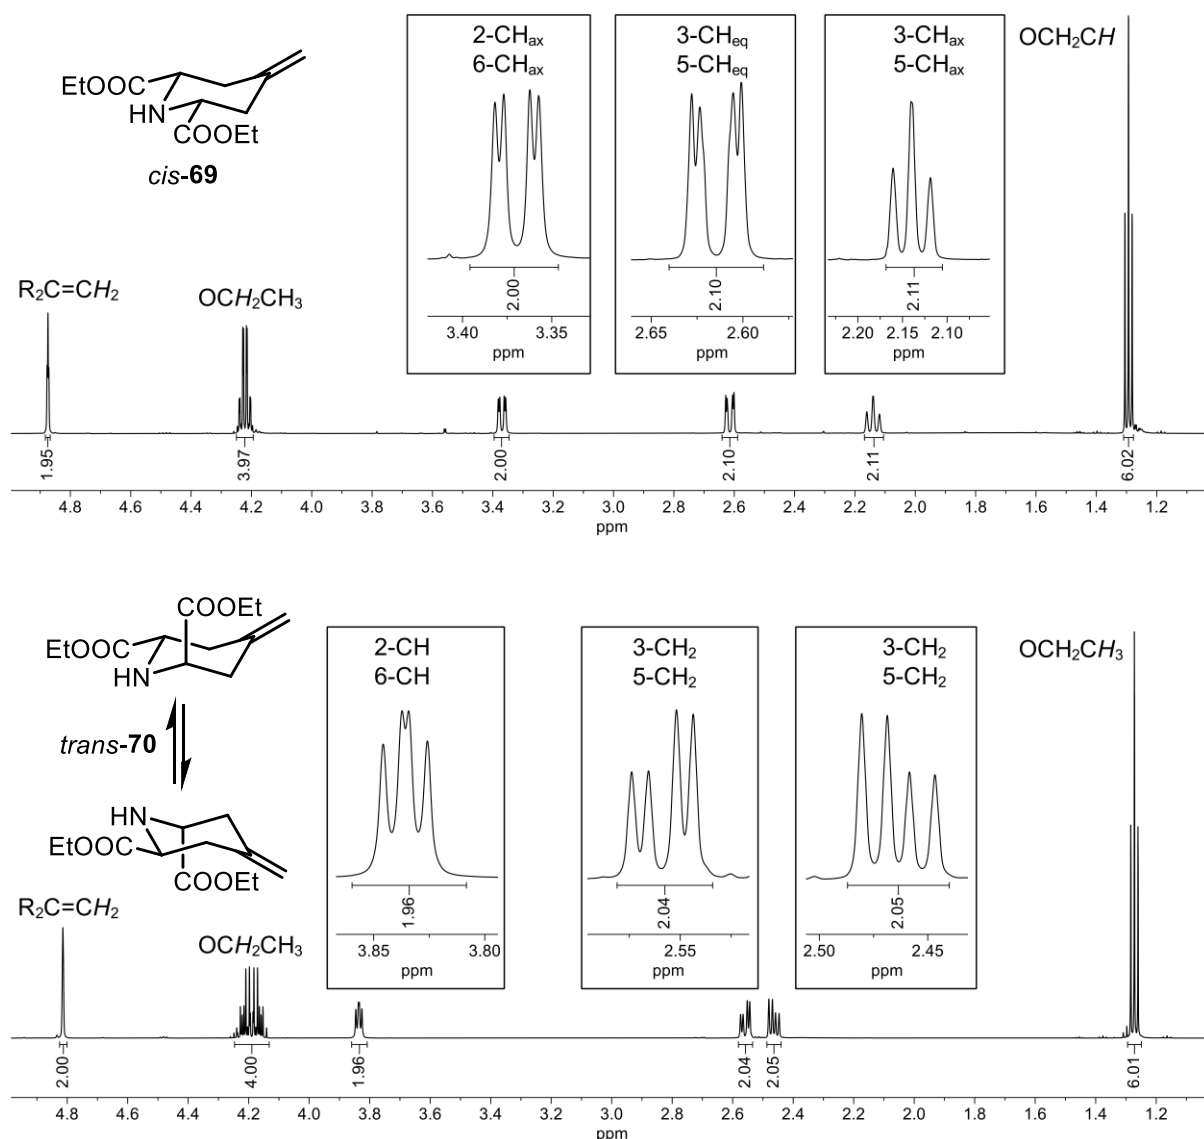 2-CHax
6-CHax
3-CHeq
5-CHeq
3-CHax
5-CHax
OCH2CH
EtOOC
HN
COOEt
cis-69
2.00
3.40 3.35
ppm
2.10
2.65 2.60
ppm
2.11
2.20 2.15 2.10
ppm
R2C=CH2
OCH2CH3
1.95
3.97
2.00
2.10
2.11
6.02
4.8 4.6 4.4 4.2 4.0 3.8 3.6 3.4 3.2 3.0 2.8 2.6 2.4 2.2 2.0 1.8 1.6 1.4 1.2
ppm
COOEt
EtOOC
HN
trans-70
HN
EtOOC
COOEt
2-CH
6-CH
3-CH2
5-CH2
3-CH2
5-CH2
OCH2CH3
1.96
3.85 3.80
ppm
2.04
2.55
ppm
2.05
2.50 2.45
ppm
R2C=CH2
OCH2CH3
2.00
4.00
1.96
2.04
2.05
6.01
4.8 4.6 4.4 4.2 4.0 3.8 3.6 3.4 3.2 3.0 2.8 2.6 2.4 2.2 2.0 1.8 1.6 1.4 1.2
ppm